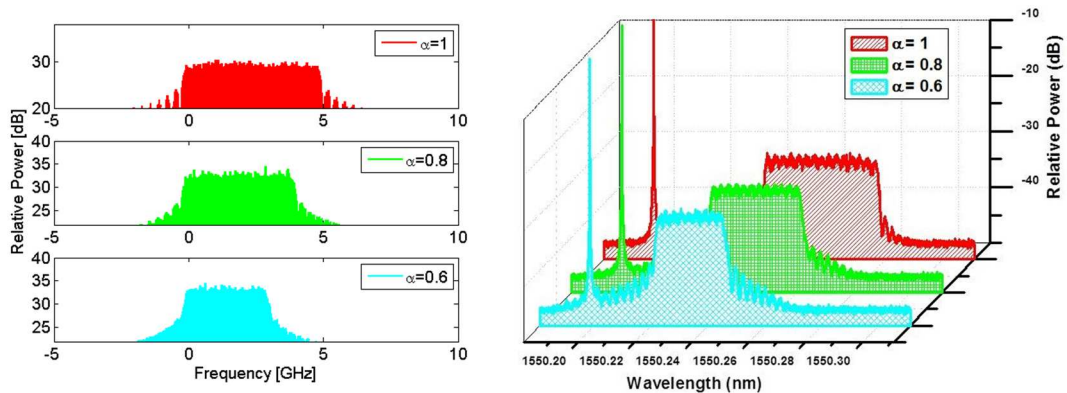 α=1
30
20
-5 0 5 10
α=0.8
40
35
30
25
-5 0 5 10
α=0.6
40
35
30
25
-5 0 5 10
Relative Power [dB]
Frequency [GHz]
α= 1
α= 0.8
α= 0.6
-10
-20
-30
-40
Relative Power (dB)
1550.20 1550.22 1550.24 1550.26 1550.28 1550.30
Wavelength (nm)